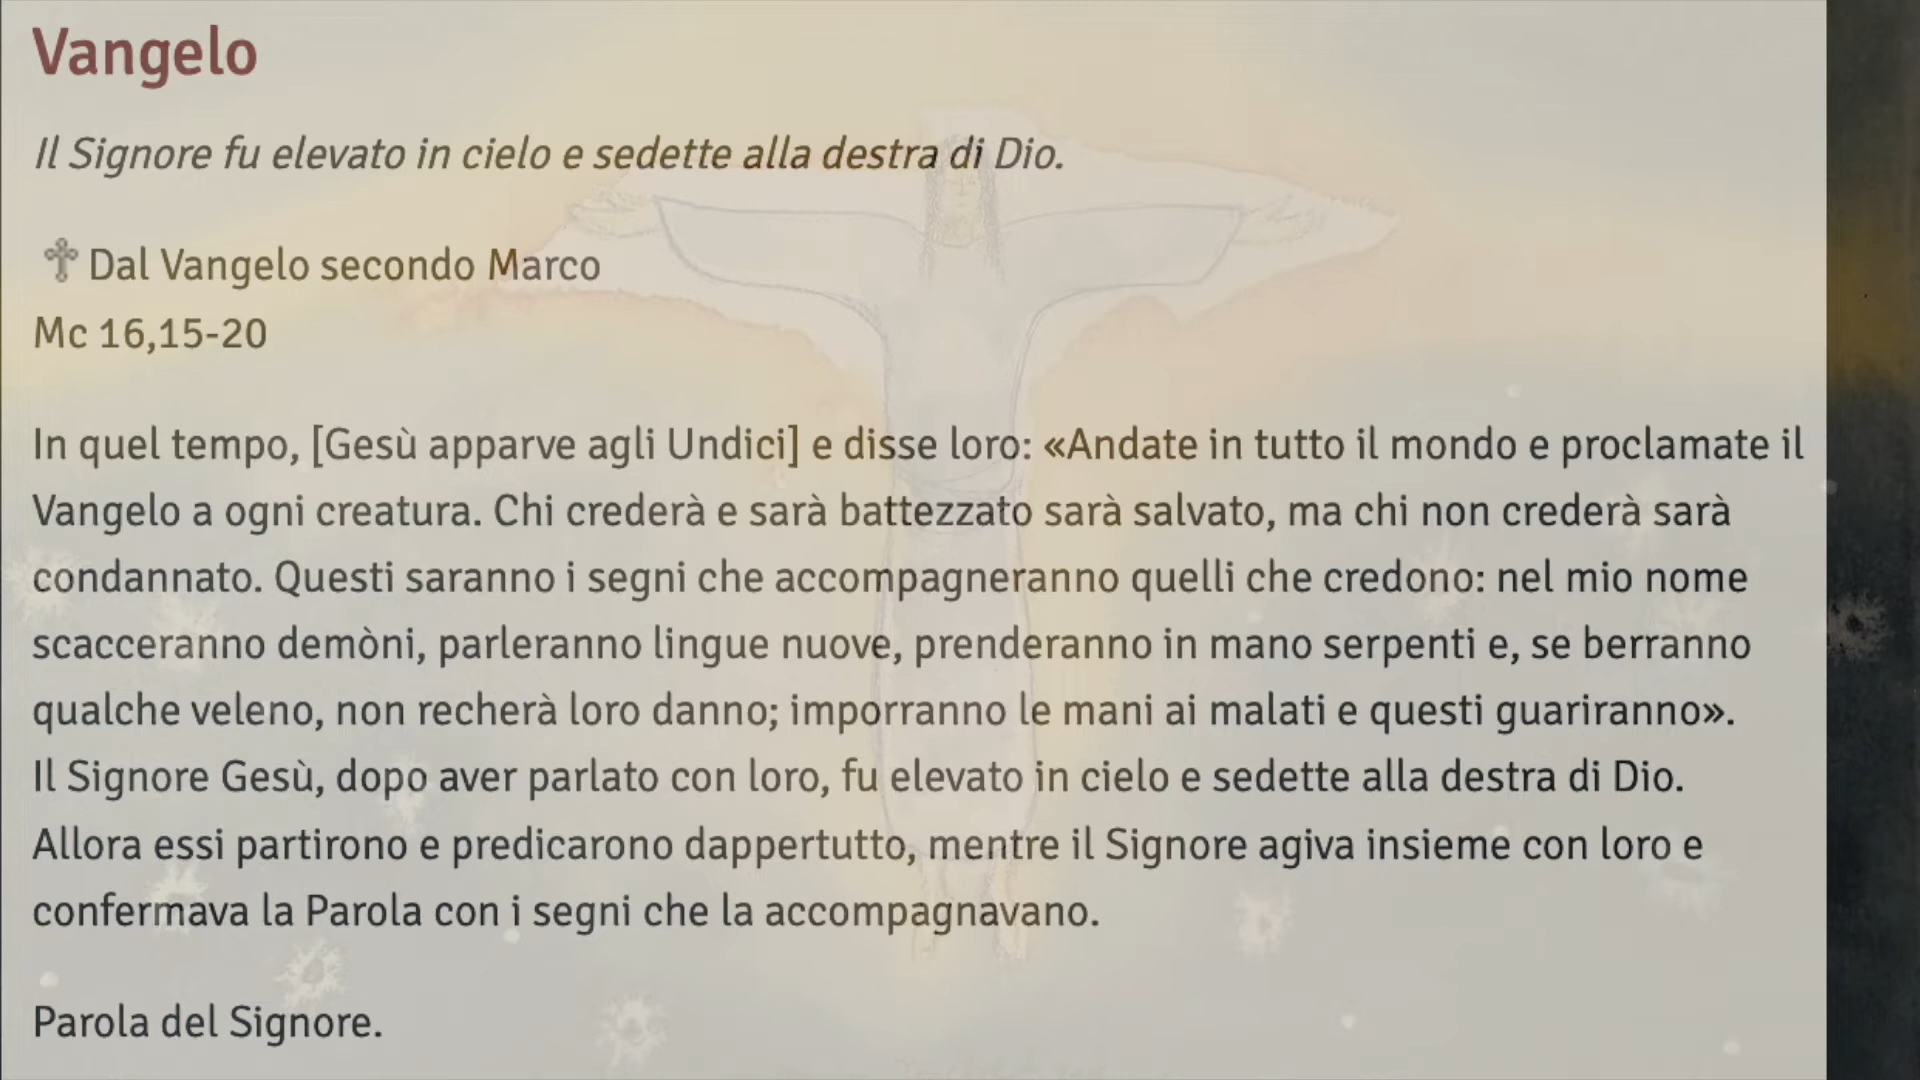 Vangelo
Il Signore fu elevato in cielo e sedette alla destra di Dio.
Dal Vangelo secondo Marco
Mc 16,15-20
In quel tempo, [Gesù apparve agli Undici] e disse loro: «Andate in tutto il mondo e proclamate il
Vangelo a ogni creatura. Chi crederà e sarà battezzato sarà salvato, ma chi non crederà sarà
condannato. Questi saranno i segni che accompagneranno quelli che credono: nel mio nome
scacceranno demòni, parleranno lingue nuove, prenderanno in mano serpenti e, se berranno
qualche veleno, non recherà loro danno; imporranno le mani ai malati e questi guariranno».
Il Signore Gesù, dopo aver parlato con loro, fu elevato in cielo e sedette alla destra di Dio.
Allora essi partirono e predicarono dappertutto, mentre il Signore agiva insieme con loro e
confermava la Parola con i segni che la accompagnavano.
Parola del Signore.